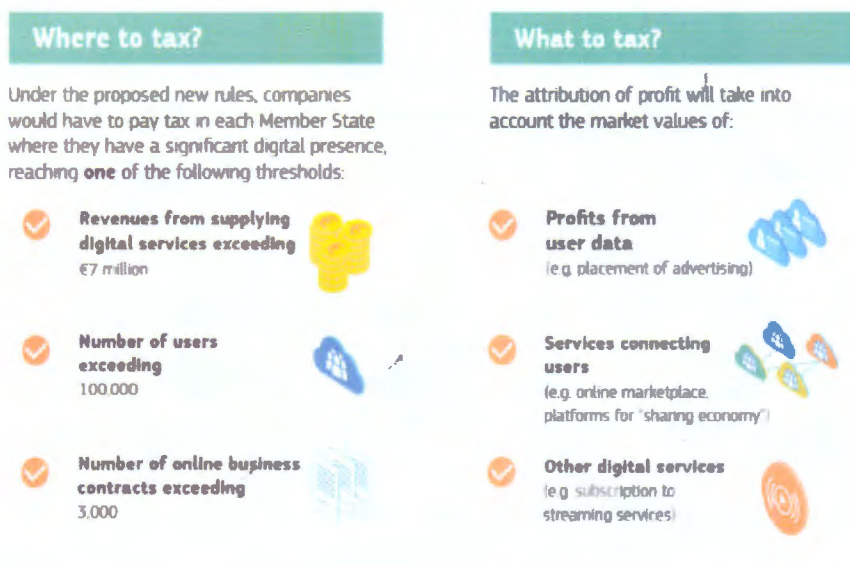 Where to tax?
Under the proposed new rules, companies
would have to pay tax in each Member State
where they have a significant digital presence,
reaching one of the following thresholds:
Revenues from supplying
digital services exceeding
€7 million
Number of users
exceeding
100,000
Number of online business
contracts exceeding
3,000
What to tax?
The attribution of profit will take into
account the market values of:
Profits from
user data
(e.g. placement of advertising)
Services connecting
users
(e.g. online marketplace,
platforms for "sharing economy")
Other digital services
(e.g. subscription to
streaming services)